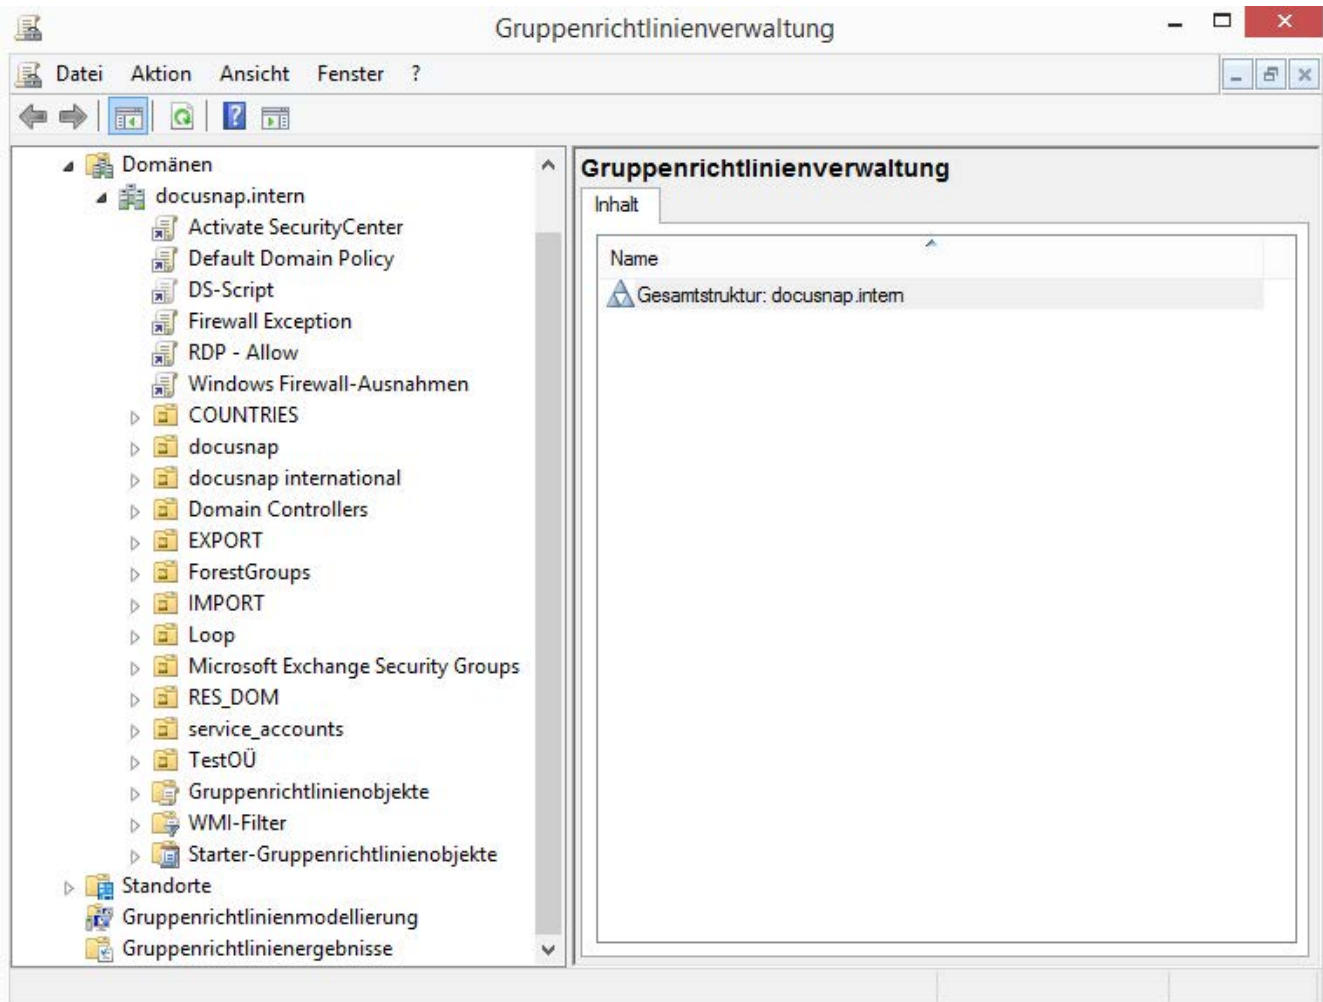 Gruppenrichtlinienverwaltung
Datei Aktion Ansicht Fenster ?
Domänen
docusnap.intern
Activate SecurityCenter
Default Domain Policy
DS-Script
Firewall Exception
RDP - Allow
Windows Firewall-Ausnahmen
COUNTRIES
docusnap
docusnap international
Domain Controllers
EXPORT
ForestGroups
IMPORT
Loop
Microsoft Exchange Security Groups
RES_DOM
service_accounts
TestOÜ
Gruppenrichtlinienobjekte
WMI-Filter
Starter-Gruppenrichtlinienobjekte
Standorte
Gruppenrichtlinienmodellierung
Gruppenrichtlinienergebnisse
Gruppenrichtlinienverwaltung
Inhalt
Name
Gesamtstruktur: docusnap.intern